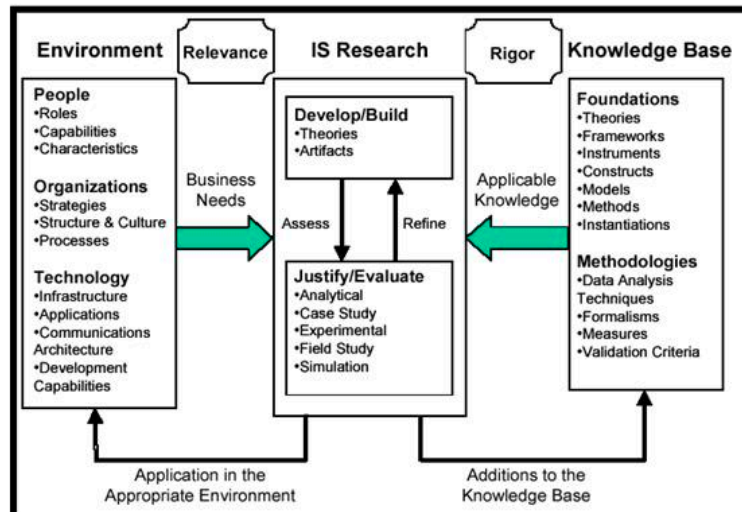 Environment
Relevance
IS Research
Rigor
Knowledge Base
People
•Roles
•Capabilities
•Characteristics
Organizations
•Strategies
•Structure & Culture
•Processes
Technology
•Infrastructure
•Applications
•Communications
Architecture
•Development
Capabilities
Business
Needs
Develop/Build
•Theories
•Artifacts
Assess
Refine
Justify/Evaluate
•Analytical
•Case Study
•Experimental
•Field Study
•Simulation
Applicable
Knowledge
Foundations
•Theories
•Frameworks
•Instruments
•Constructs
•Models
•Methods
•Instantiations
Methodologies
•Data Analysis
Techniques
•Formalisms
•Measures
•Validation Criteria
Application in the
Appropriate Environment
Additions to the
Knowledge Base